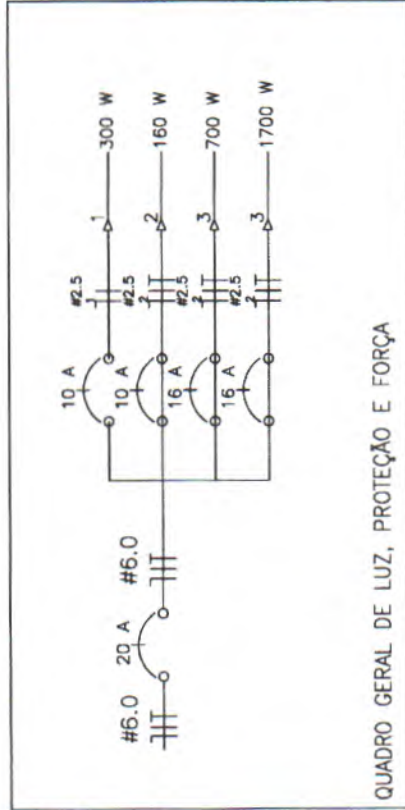 #6.0
20 A
#6.0
10 A
#2.5
1
1
300 W
10 A
#2.5
2
2
160 W
16 A
#2.5
2
3
700 W
16 A
#2.5
2
3
1700 W
QUADRO GERAL DE LUZ, PROTEÇÃO E FORÇA